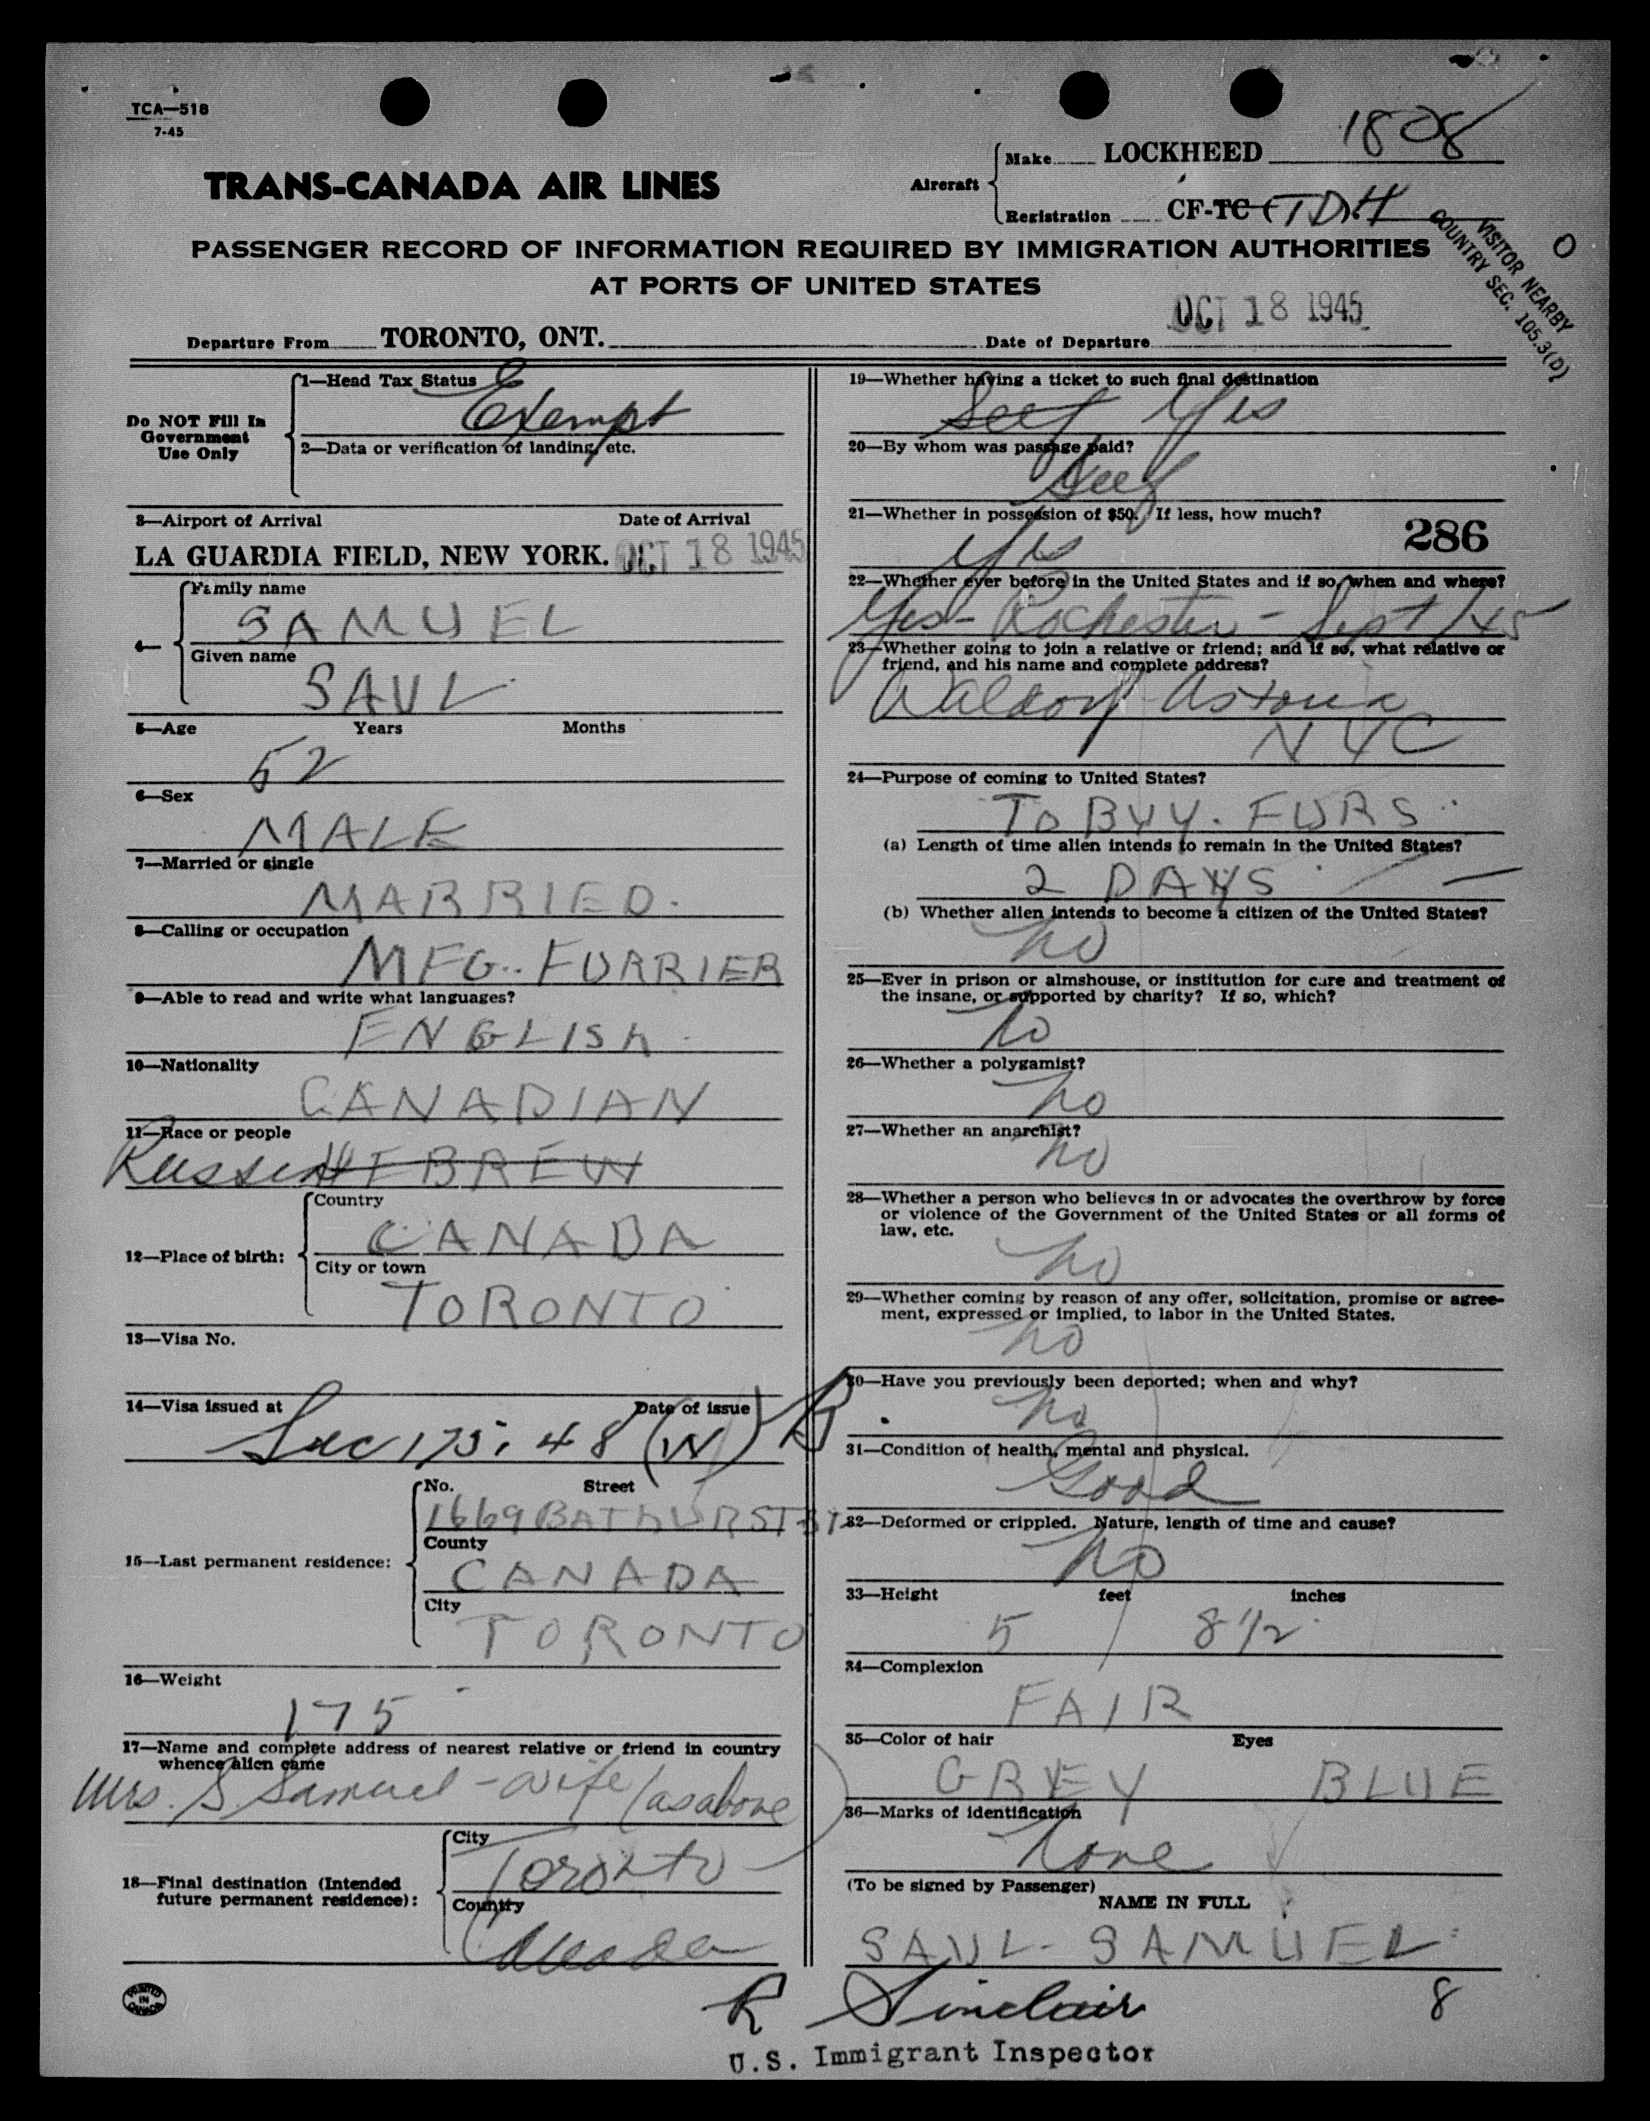 TCA—518
7-45
TRANS-CANADA AIR LINES
Aircraft
Make LOCKHEED 1808
Registration CF-TC (TDH
VISITOR NEARBY
COUNTRY SEC. 105.3(D)
PASSENGER RECORD OF INFORMATION REQUIRED BY IMMIGRATION AUTHORITIES
AT PORTS OF UNITED STATES
Departure From TORONTO, ONT. Date of Departure OCT 18 1945
Do NOT Fill In
Government
Use Only
1—Head Tax Status
Exempt
2—Data or verification of landing, etc.
3—Airport of Arrival Date of Arrival
LA GUARDIA FIELD, NEW YORK. OCT 18 1945
4—
Family name
SAMUEL
Given name
SAUL
5—Age Years Months
52
6—Sex
MALE
7—Married or single
MARRIED.
8—Calling or occupation
MFG. FURRIER
9—Able to read and write what languages?
ENGLISH
10—Nationality
CANADIAN
11—Race or people
Russian HEBREW
12—Place of birth:
Country
CANADA
City or town
TORONTO
13—Visa No.
14—Visa issued at Date of issue
Sec 175.48 (W)
15—Last permanent residence:
No. Street
1669 BATHURST ST
County
CANADA
City
TORONTO
16—Weight
175
17—Name and complete address of nearest relative or friend in country
whence alien came
Mrs. S. Samuel - wife (as above)
18—Final destination (Intended
future permanent residence):
City
Toronto
Country
Canada
PRINTED
IN
CANADA
19—Whether having a ticket to such final destination
Self Yes
20—By whom was passage paid?
Self
21—Whether in possession of $50. If less, how much?
Yes
286
22—Whether ever before in the United States and if so, when and where?
Yes - Rochester - Sept/45
23—Whether going to join a relative or friend; and if so, what relative or
friend, and his name and complete address?
Waldorf Astoria
NYC
24—Purpose of coming to United States?
TO BUY. FURS
(a) Length of time alien intends to remain in the United States?
2 DAYS
(b) Whether alien intends to become a citizen of the United States?
no
25—Ever in prison or almshouse, or institution for care and treatment of
the insane, or supported by charity? If so, which?
no
26—Whether a polygamist?
no
27—Whether an anarchist?
no
28—Whether a person who believes in or advocates the overthrow by force
or violence of the Government of the United States or all forms of
law, etc.
no
29—Whether coming by reason of any offer, solicitation, promise or agree-
ment, expressed or implied, to labor in the United States.
no
30—Have you previously been deported; when and why?
no
31—Condition of health, mental and physical.
Good
32—Deformed or crippled. Nature, length of time and cause?
no
33—Height feet inches
5 8 1/2
34—Complexion
FAIR
35—Color of hair Eyes
GREY BLUE
36—Marks of identification
none
(To be signed by Passenger)
NAME IN FULL
SAUL SAMUEL
R Sinclair 8
U.S. Immigrant Inspector